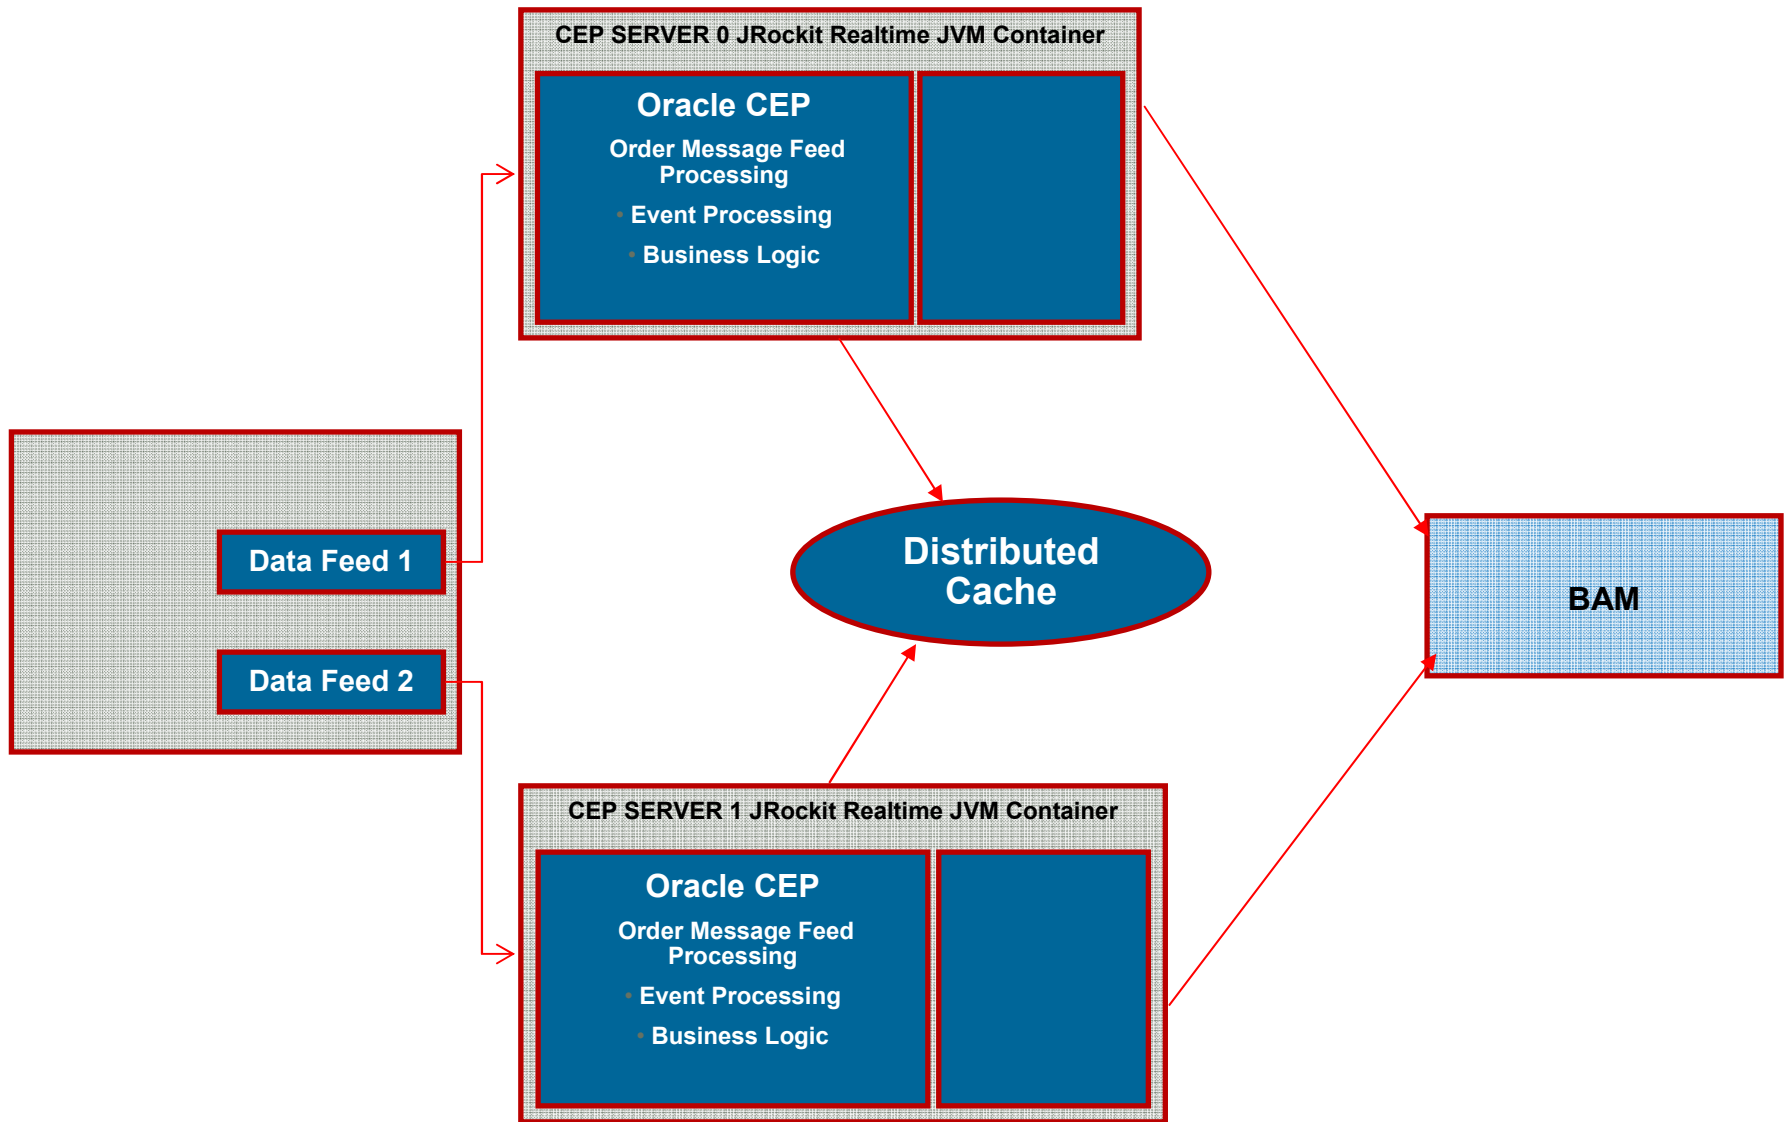 CEP SERVER 0 JRockit Realtime JVM Container
Oracle CEP
Order Message Feed
Processing
• Event Processing
• Business Logic
Data Feed 1
Data Feed 2
Distributed
Cache
BAM
CEP SERVER 1 JRockit Realtime JVM Container
Oracle CEP
Order Message Feed
Processing
• Event Processing
• Business Logic